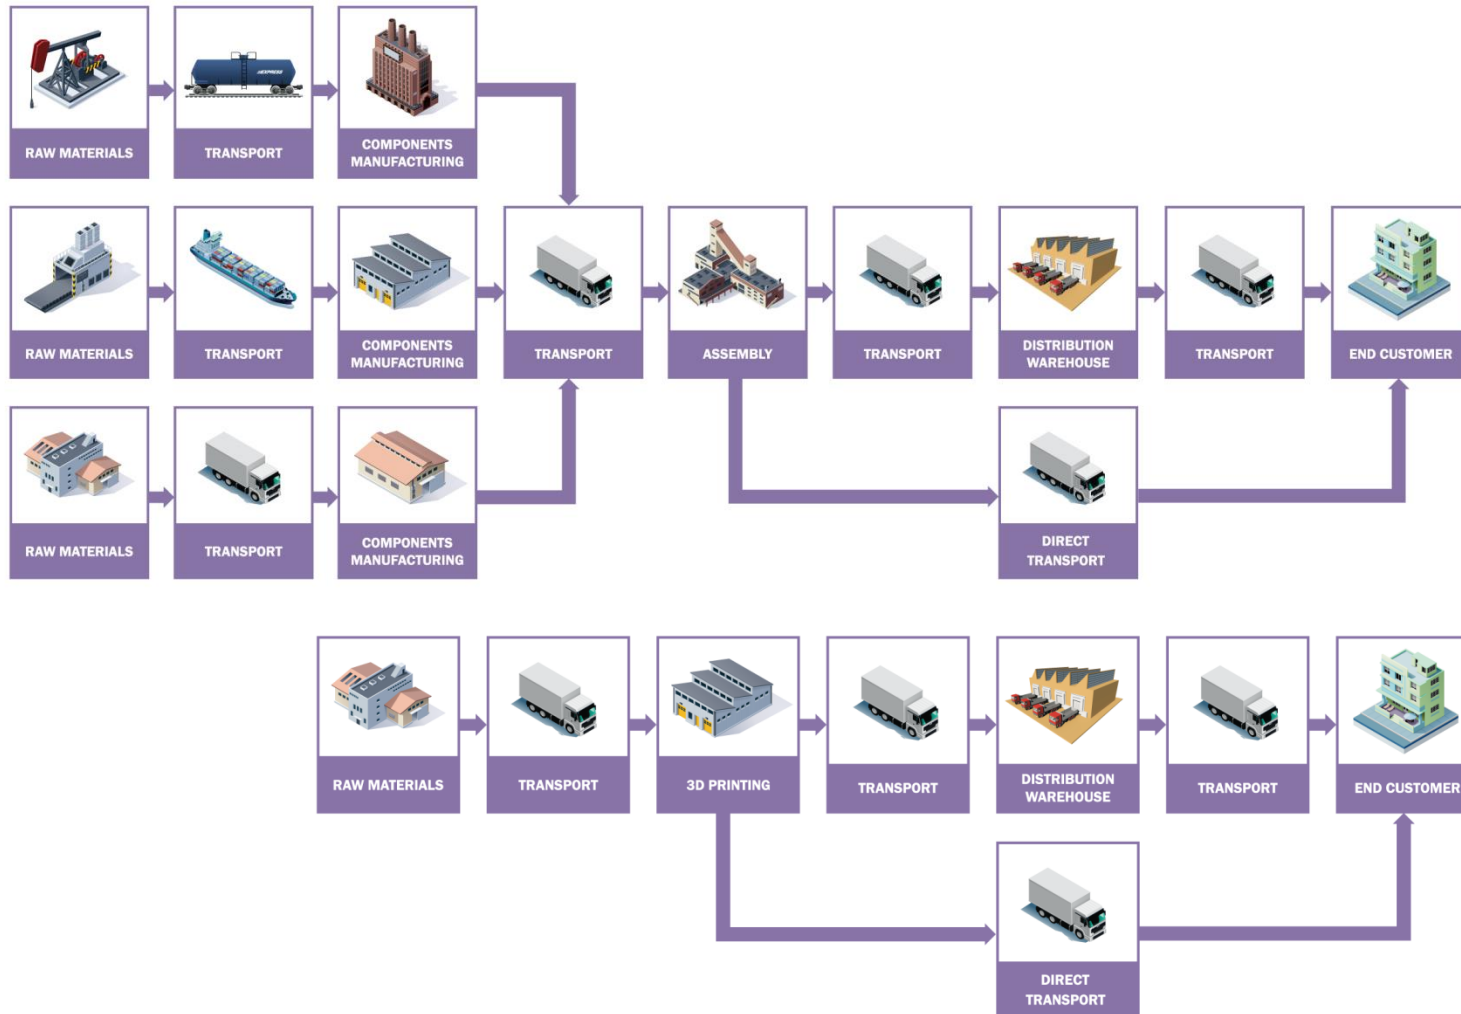 EXPRESS
RAW MATERIALS
TRANSPORT
COMPONENTS
MANUFACTURING
RAW MATERIALS
TRANSPORT
COMPONENTS
MANUFACTURING
TRANSPORT
ASSEMBLY
TRANSPORT
DISTRIBUTION
WAREHOUSE
TRANSPORT
END CUSTOMER
RAW MATERIALS
TRANSPORT
COMPONENTS
MANUFACTURING
DIRECT
TRANSPORT
RAW MATERIALS
TRANSPORT
3D PRINTING
TRANSPORT
DISTRIBUTION
WAREHOUSE
TRANSPORT
END CUSTOMER
DIRECT
TRANSPORT